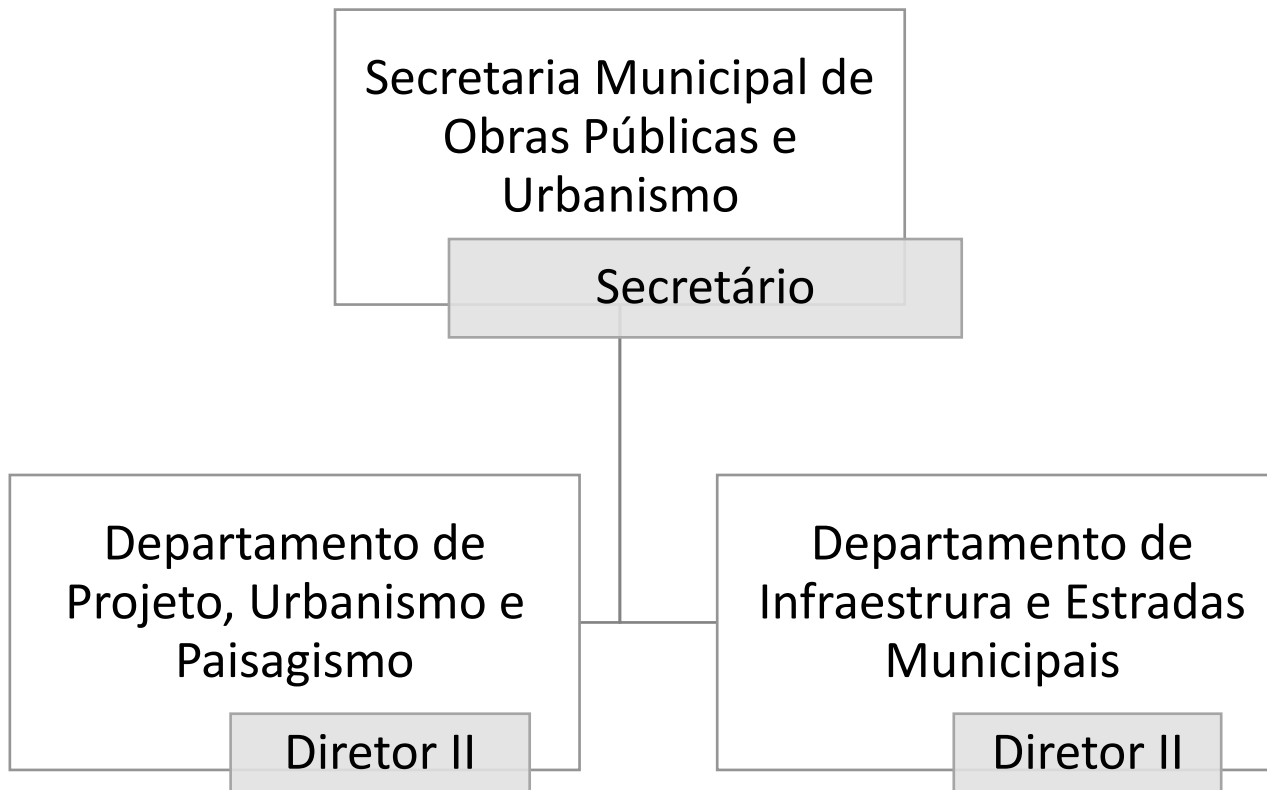 Secretaria Municipal de
Obras Públicas e
Urbanismo
Secretário
Departamento de
Projeto, Urbanismo e
Paisagismo
Diretor II
Departamento de
Infraestrura e Estradas
Municipais
Diretor II